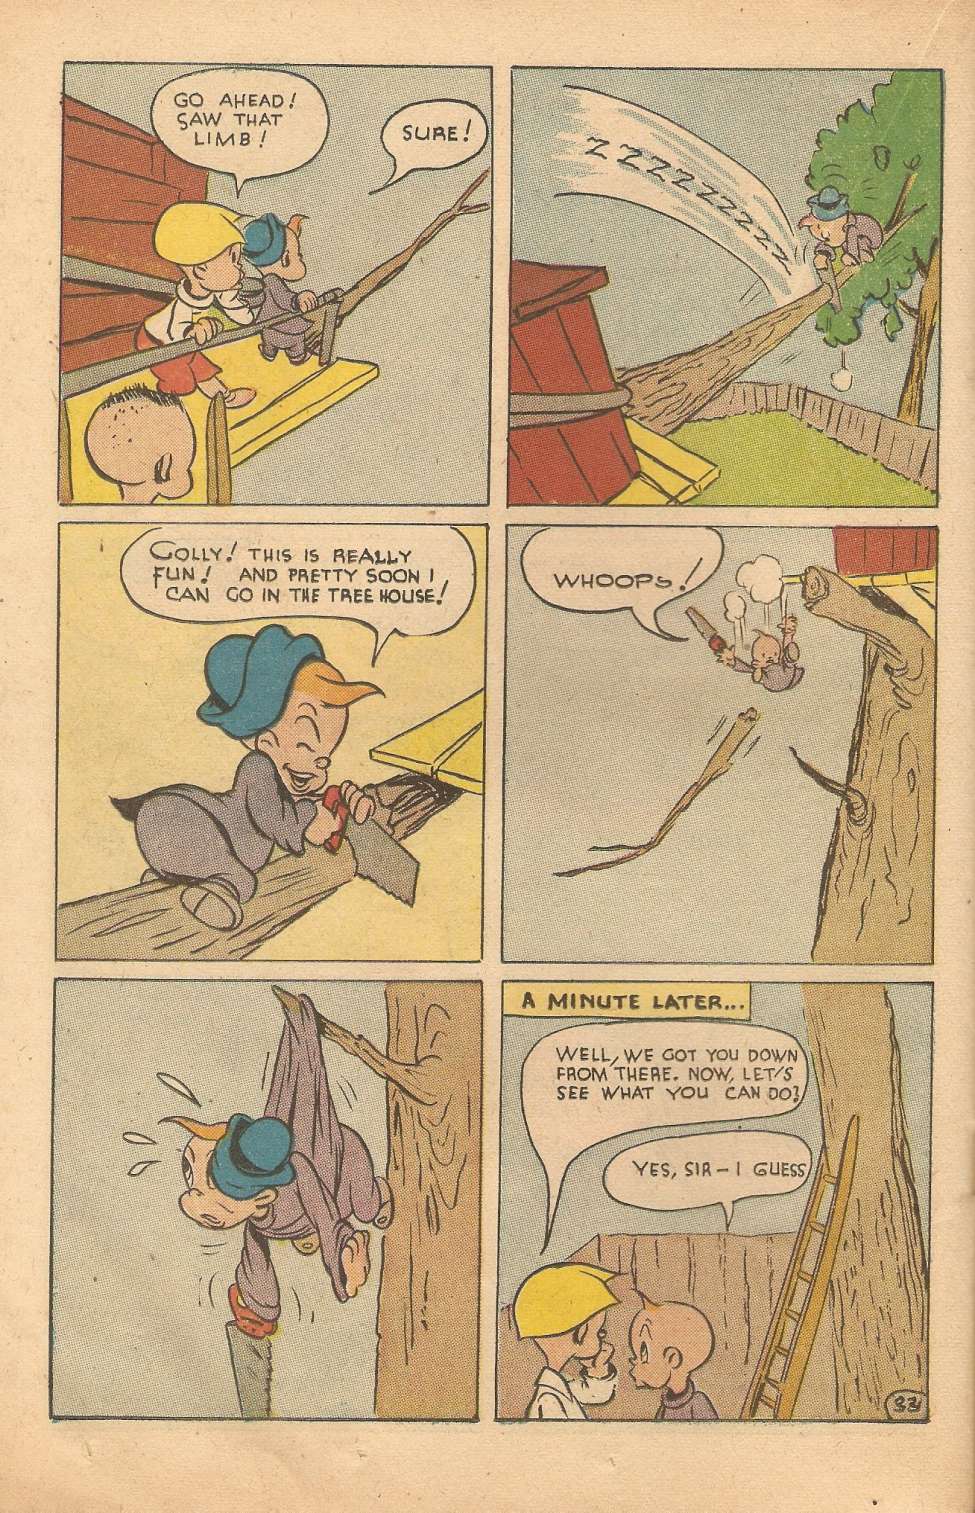 GO AHEAD!
SAW THAT
LIMB!
SURE!
ZZZZZZZZZZ
GOLLY! THIS IS REALLY
FUN! AND PRETTY SOON I
CAN GO IN THE TREE HOUSE!
WHOOPS!
A MINUTE LATER...
WELL, WE GOT YOU DOWN
FROM THERE. NOW, LET'S
SEE WHAT YOU CAN DO?
YES, SIR - I GUESS
33